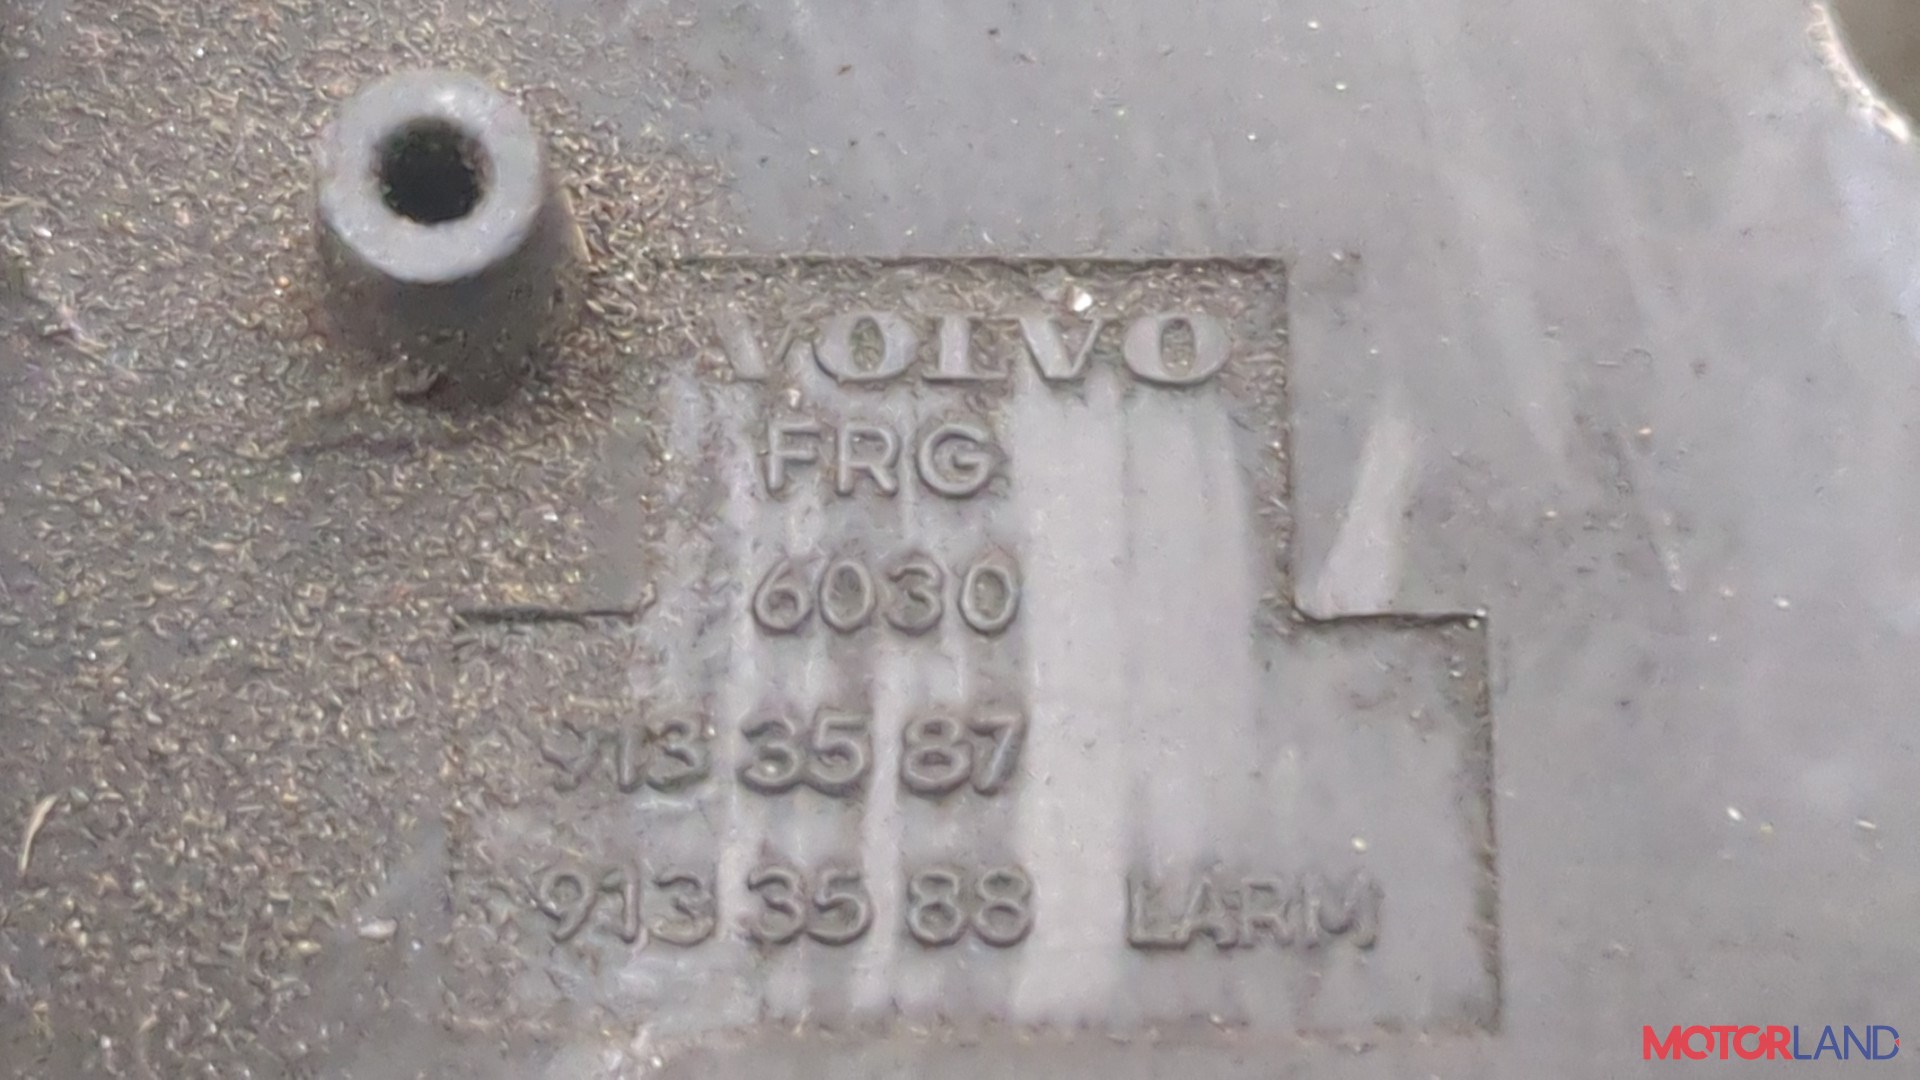 VOLVO
FRG
6030
913 35 87
913 35 88 LARM
MOTORLAND